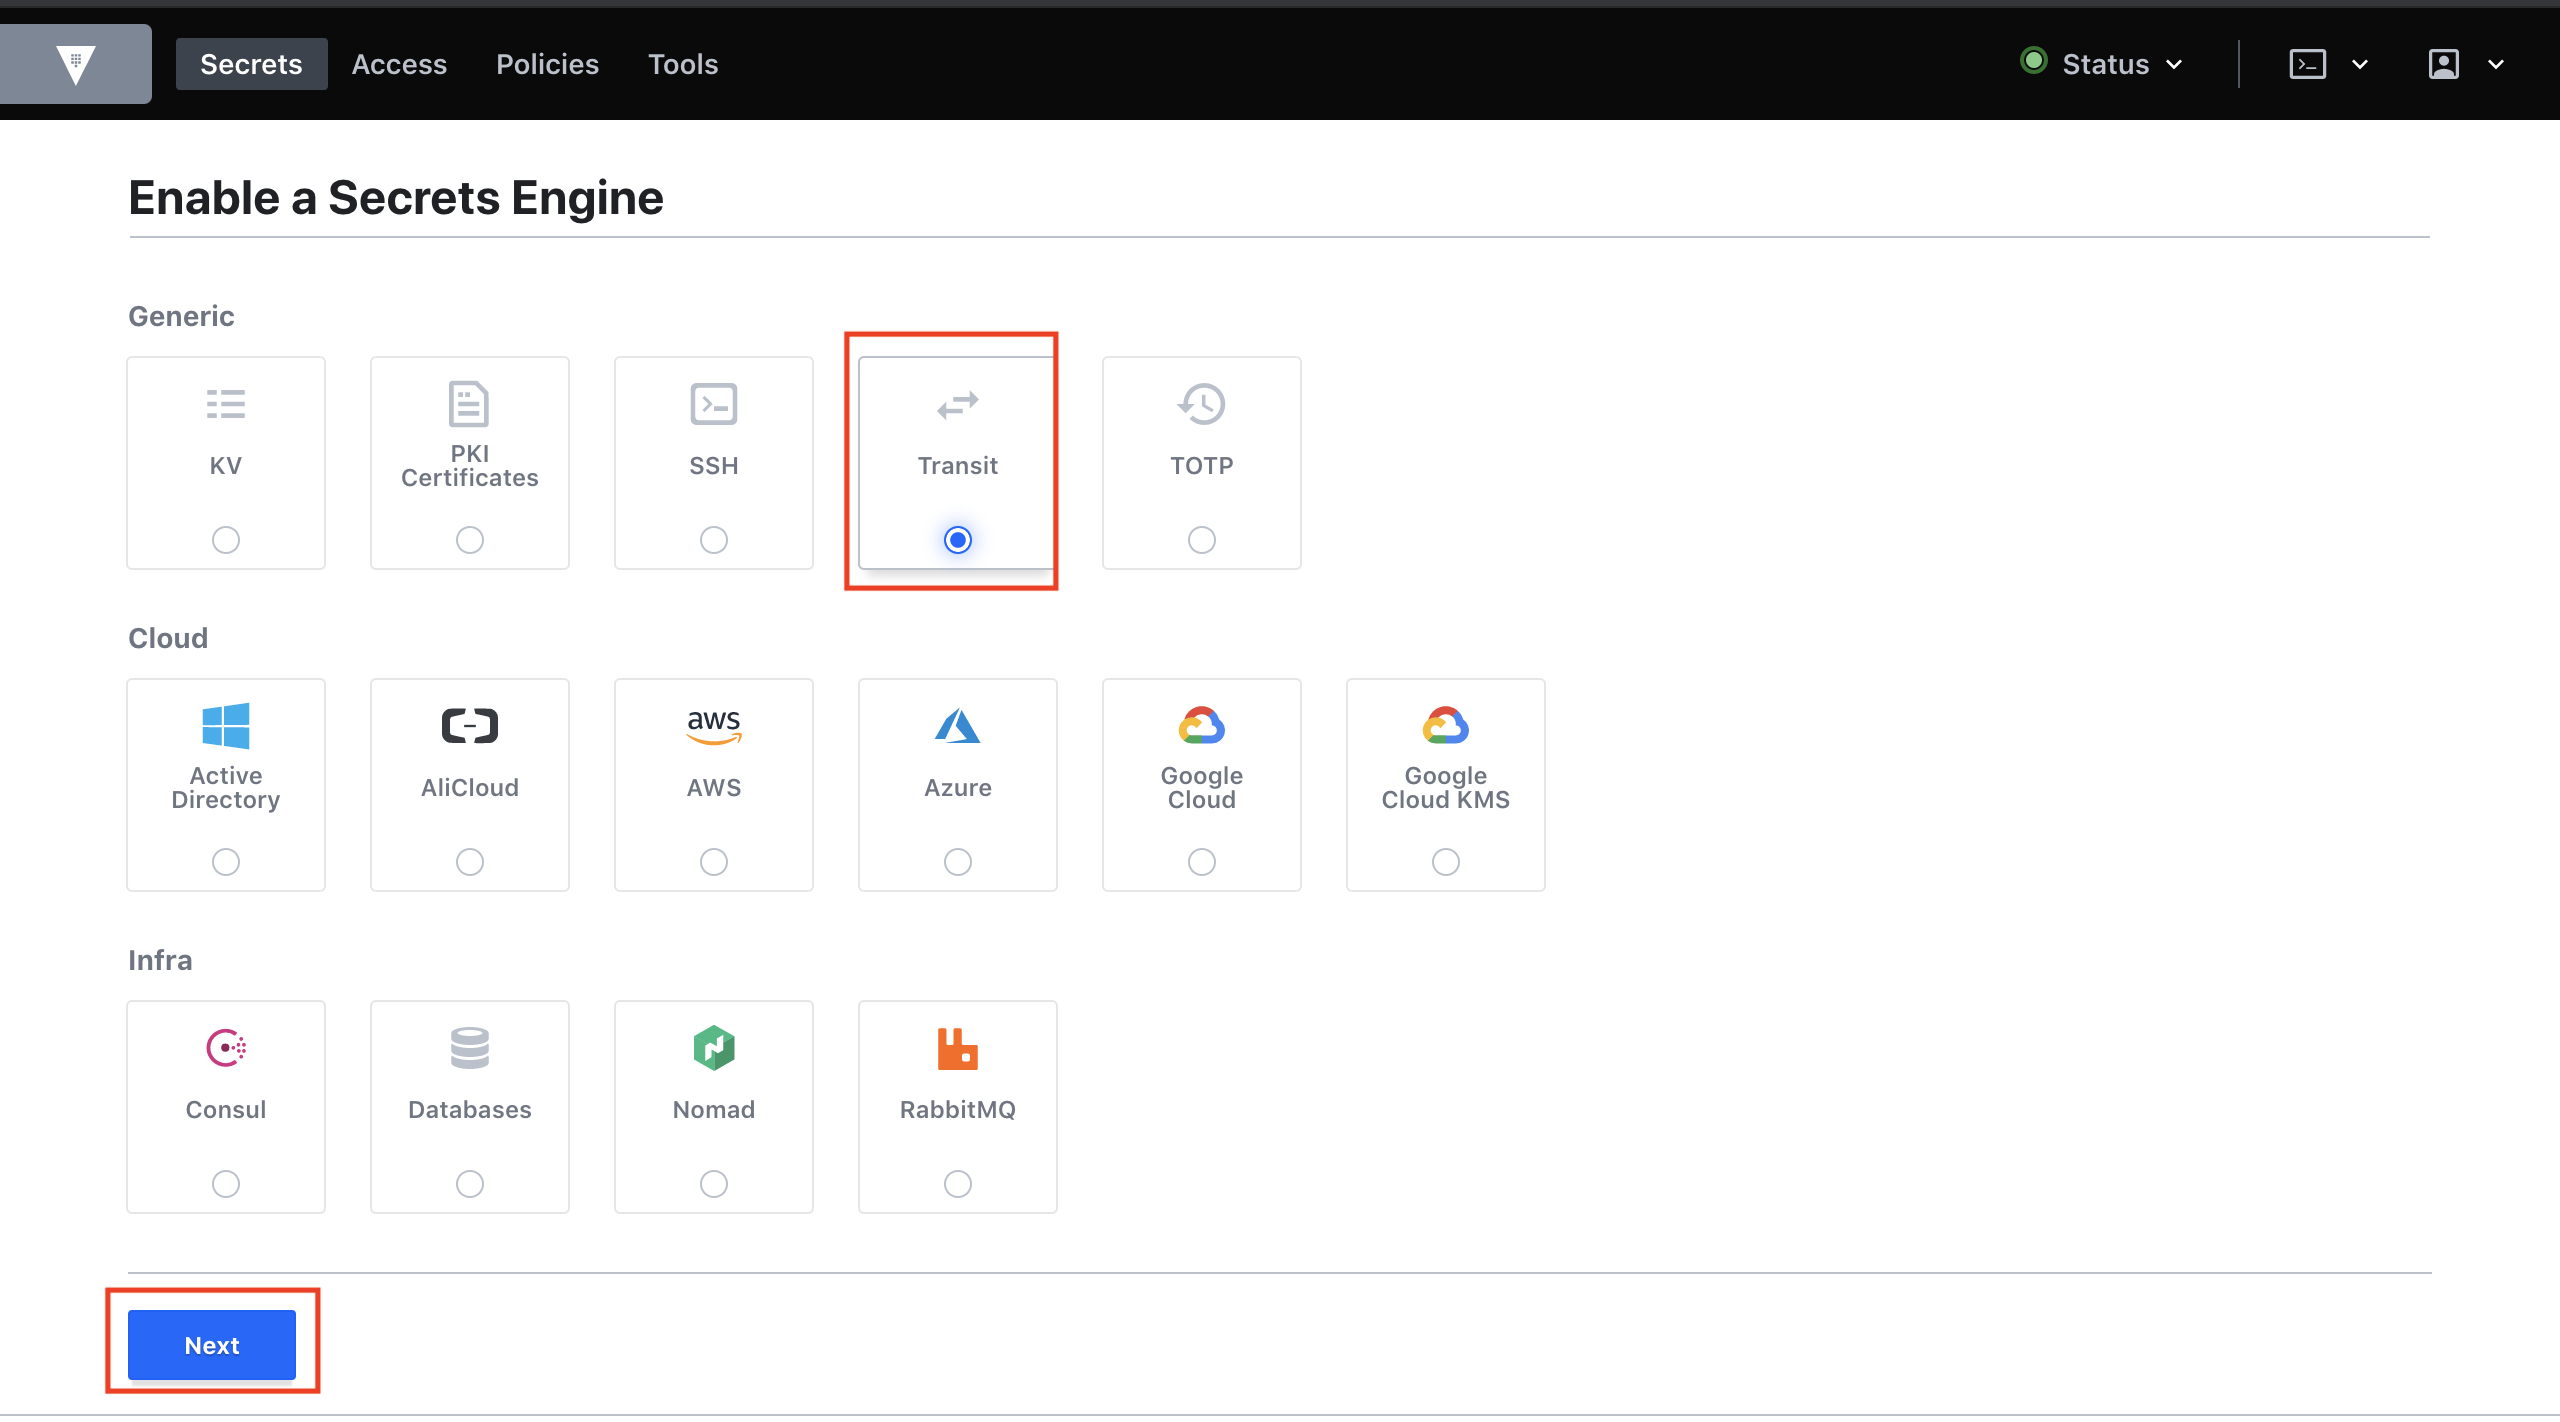 Secrets Access Policies Tools Status
Enable a Secrets Engine
Generic
KV
PKI
Certificates
SSH
Transit
TOTP
Cloud
Active
Directory
AliCloud
aws
AWS
Azure
Google
Cloud
Google
Cloud KMS
Infra
Consul
Databases
Nomad
RabbitMQ
Next